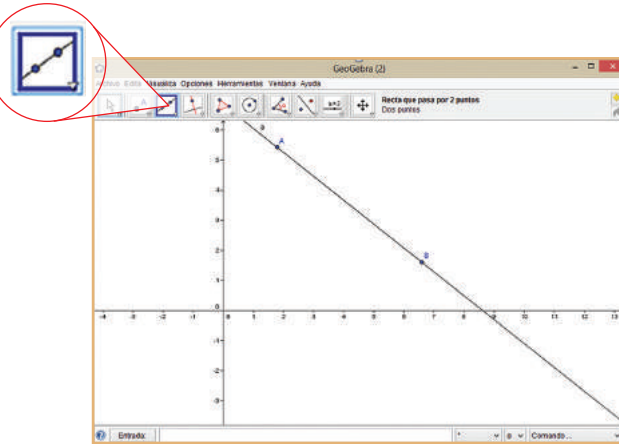 GeoGebra (2)
Archivo Edita Visualiza Opciones Herramientas Ventana Ayuda
A
a=2
Recta que pasa por 2 puntos
Dos puntos
a
A
B
6
5
4
3
2
1
0
-4 -3 -2 -1 0 1 2 3 4 5 6 7 8 9 10 11 12 13
-1
-2
-3
Entrada:
Comando...